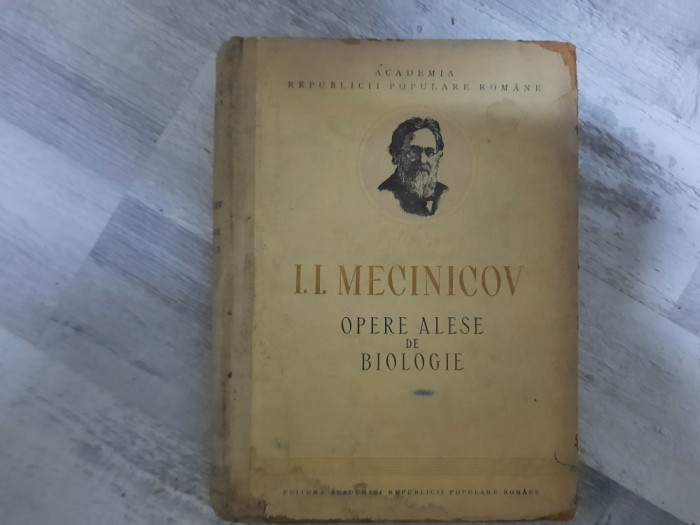 ACADEMIA
REPUBLICII POPULARE ROMÂNE
I. I. MECINICOV
OPERE ALESE
DE
BIOLOGIE
EDITURA ACADEMIEI REPUBLICII POPULARE ROMÂNE